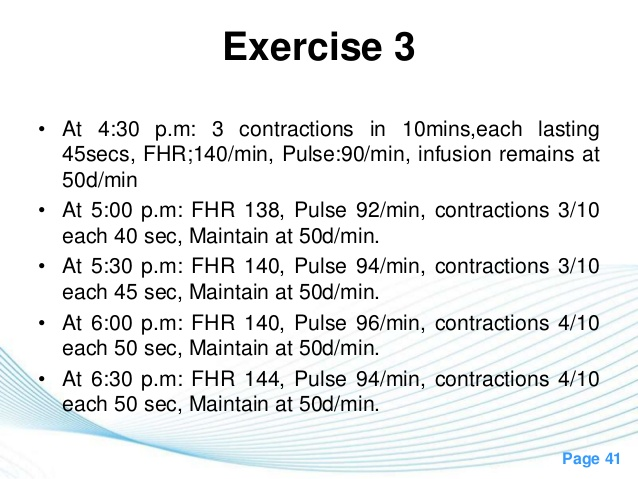 Exercise 3
• At 4:30 p.m: 3 contractions in 10mins,each lasting
45secs, FHR;140/min, Pulse:90/min, infusion remains at
50d/min
• At 5:00 p.m: FHR 138, Pulse 92/min, contractions 3/10
each 40 sec, Maintain at 50d/min.
• At 5:30 p.m: FHR 140, Pulse 94/min, contractions 3/10
each 45 sec, Maintain at 50d/min.
• At 6:00 p.m: FHR 140, Pulse 96/min, contractions 4/10
each 50 sec, Maintain at 50d/min.
• At 6:30 p.m: FHR 144, Pulse 94/min, contractions 4/10
each 50 sec, Maintain at 50d/min.
Page 41